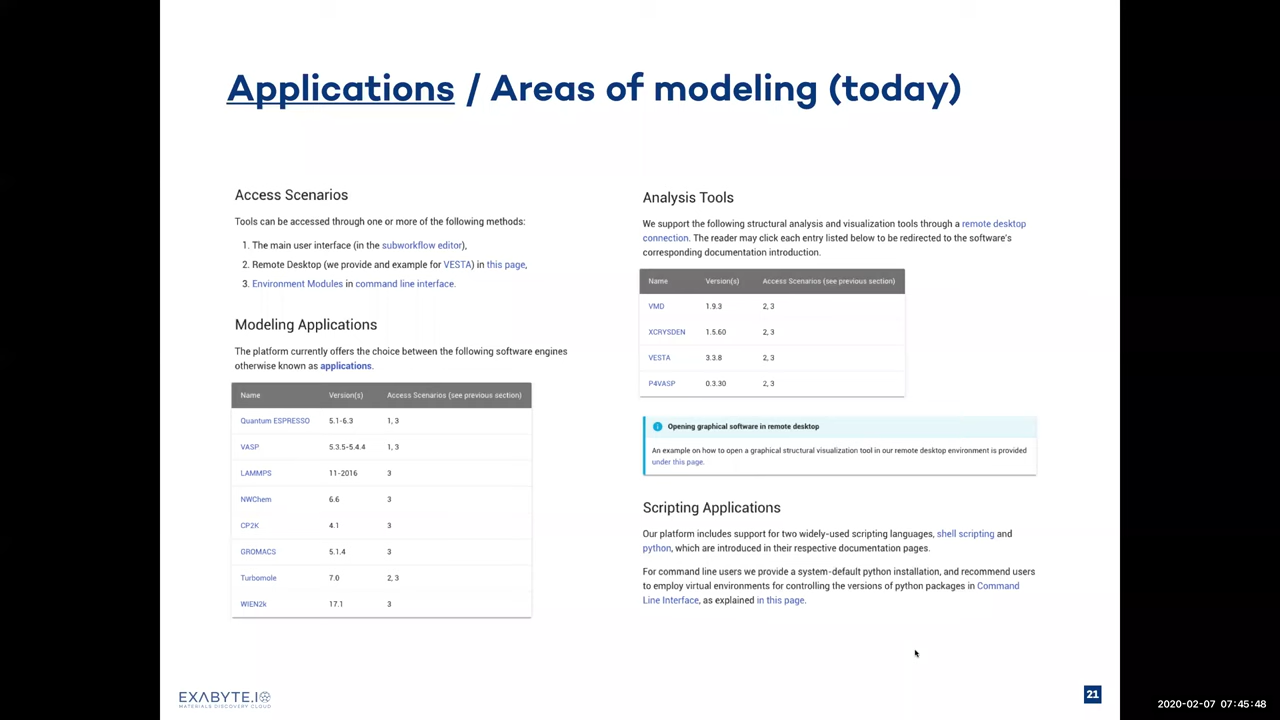 Applications / Areas of modeling (today)
Access Scenarios
Tools can be accessed through one or more of the following methods:
1. The main user interface (in the subworkflow editor),
2. Remote Desktop (we provide and example for VESTA) in this page,
3. Environment Modules in command line interface.
Modeling Applications
The platform currently offers the choice between the following software engines
otherwise known as applications.
Name Version(s) Access Scenarios (see previous section)
Quantum ESPRESSO 5.1-6.3 1, 3
VASP 5.3.5-5.4.4 1, 3
LAMMPS 11-2016 3
NWChem 6.6 3
CP2K 4.1 3
GROMACS 5.1.4 3
Turbomole 7.0 2, 3
WIEN2k 17.1 3
Analysis Tools
We support the following structural analysis and visualization tools through a remote desktop
connection. The reader may click each entry listed below to be redirected to the software's
corresponding documentation introduction.
Name Version(s) Access Scenarios (see previous section)
VMD 1.9.3 2, 3
XCRYSDEN 1.5.60 2, 3
VESTA 3.3.8 2, 3
P4VASP 0.3.30 2, 3
Opening graphical software in remote desktop
An example on how to open a graphical structural visualization tool in our remote desktop environment is provided
under this page.
Scripting Applications
Our platform includes support for two widely-used scripting languages, shell scripting and
python, which are introduced in their respective documentation pages.
For command line users we provide a system-default python installation, and recommend users
to employ virtual environments for controlling the versions of python packages in Command
Line Interface, as explained in this page.
EXABYTE.IO
MATERIALS DISCOVERY CLOUD
21
2020-02-07 07:45:48